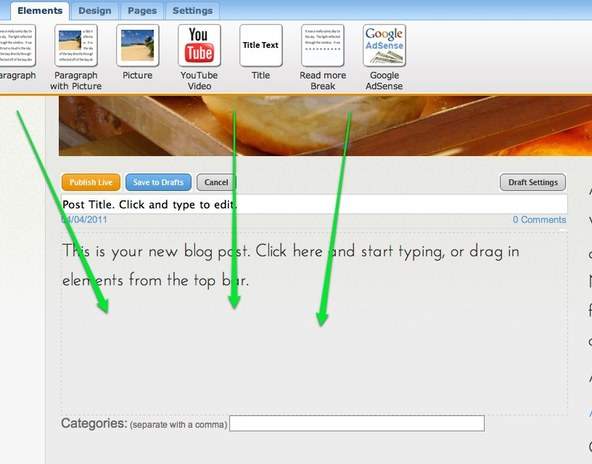 Elements Design Pages Settings
You
Tube
Title Text
Google
AdSense
aragraph
Paragraph
with Picture
Picture
YouTube
Video
Title
Read more
Break
Google
AdSense
Publish Live Save to Drafts Cancel Draft Settings
Post Title. Click and type to edit.
04/04/2011 0 Comments
This is your new blog post. Click here and start typing, or drag in
elements from the top bar.
Categories: (separate with a comma)